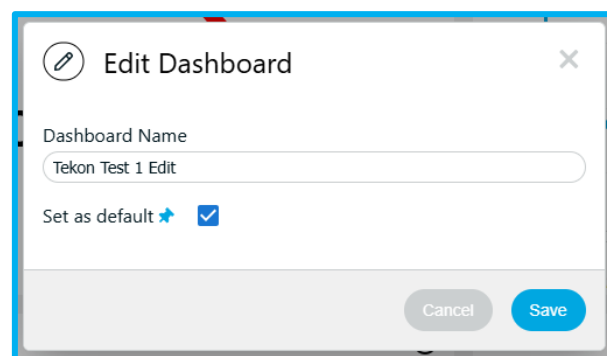 Edit Dashboard
Dashboard Name
Tekon Test 1 Edit
Set as default
Cancel
Save